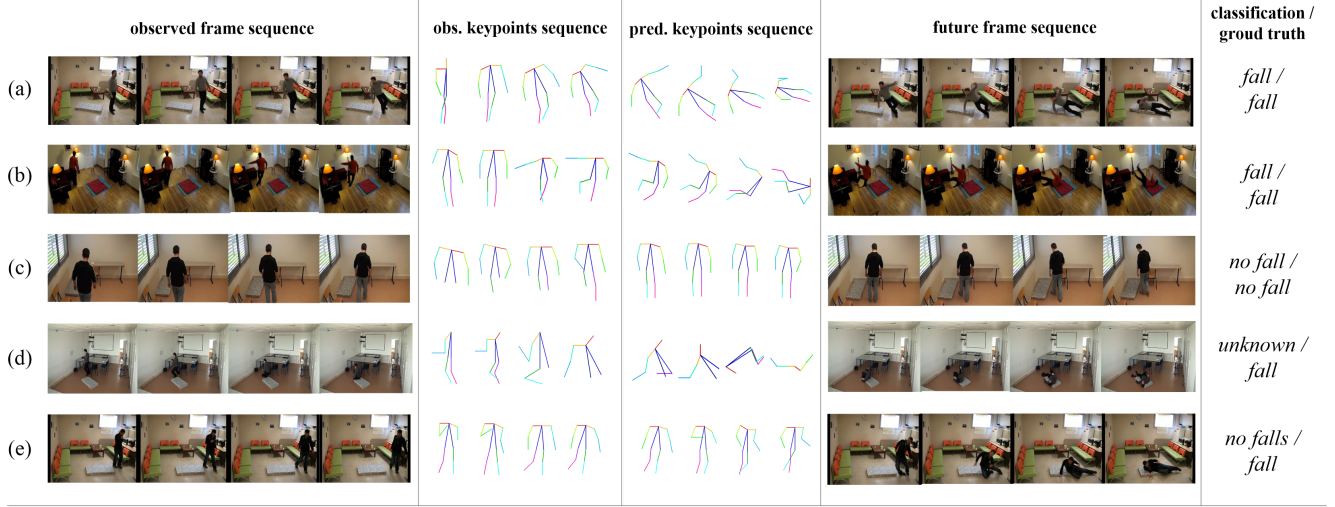 observed frame sequence
obs. keypoints sequence
pred. keypoints sequence
future frame sequence
classification /
groud truth
(a)
fall /
fall
(b)
fall /
fall
(c)
no fall /
no fall
(d)
unknown /
fall
(e)
no falls /
fall